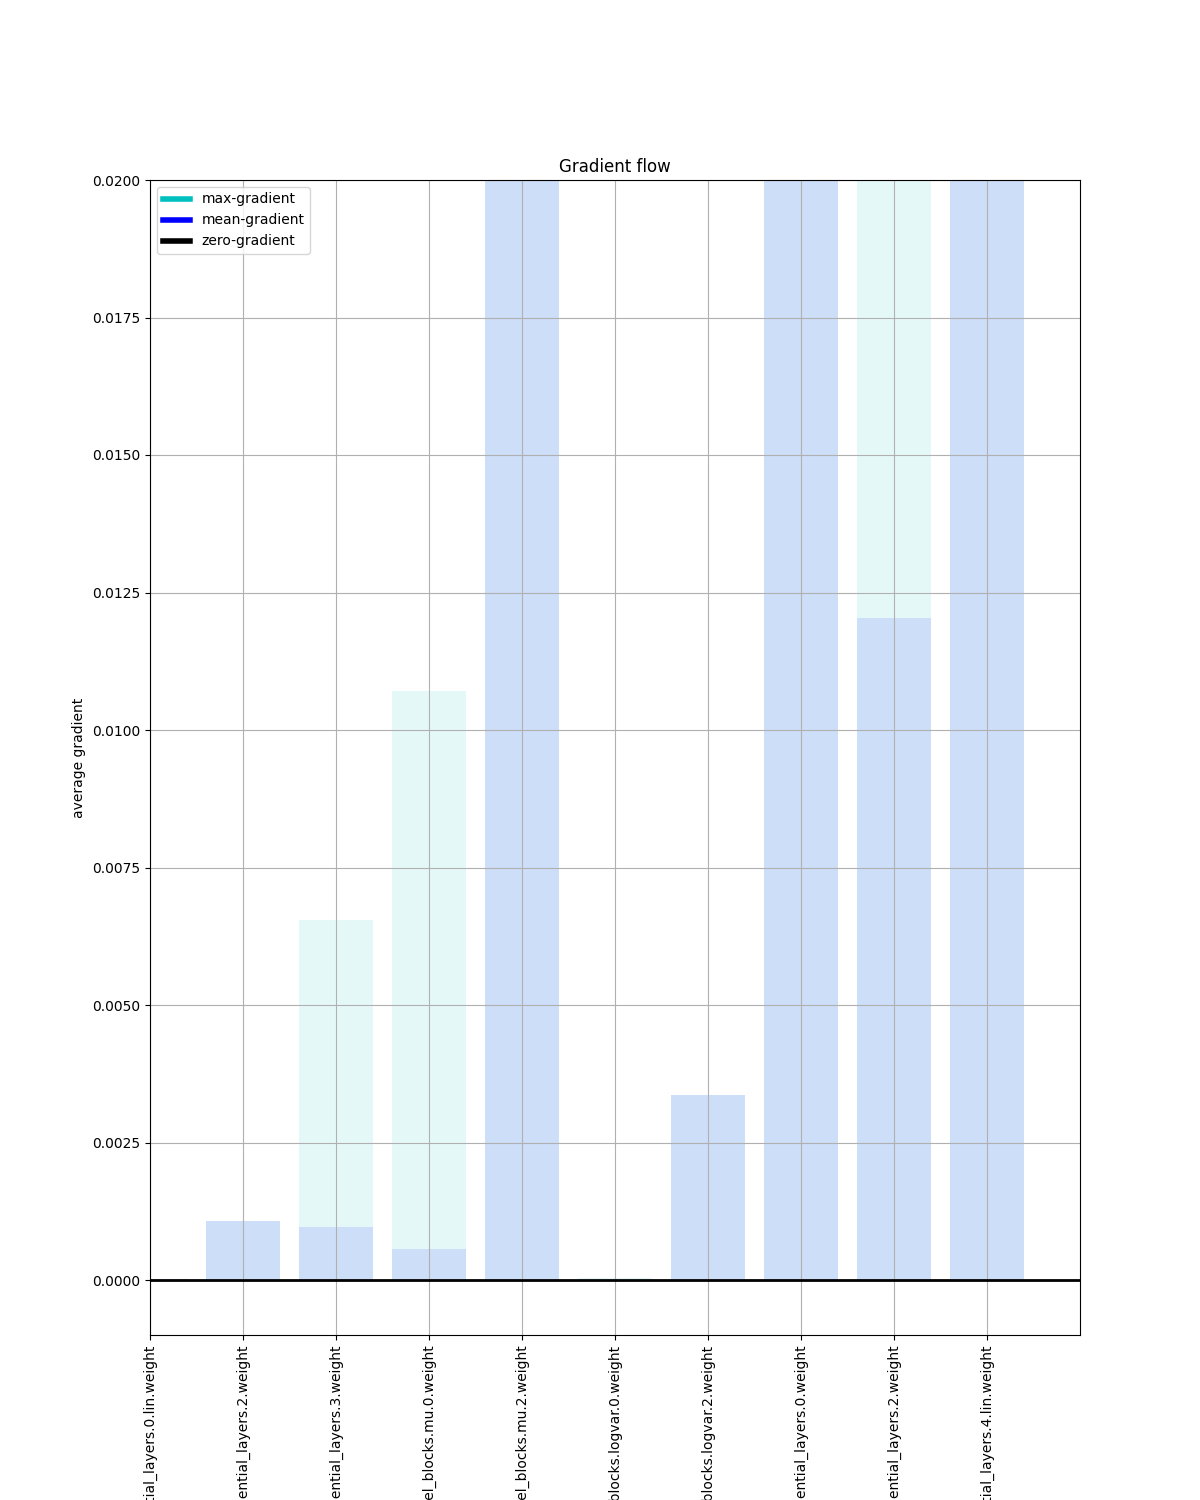 Gradient flow
max-gradient
mean-gradient
zero-gradient
0.0200
0.0175
0.0150
0.0125
0.0100
0.0075
0.0050
0.0025
0.0000
average gradient
tial_layers.0.lin.weight
ential_layers.2.weight
ential_layers.3.weight
el_blocks.mu.0.weight
el_blocks.mu.2.weight
blocks.logvar.0.weight
blocks.logvar.2.weight
ential_layers.0.weight
ential_layers.2.weight
tial_layers.4.lin.weight